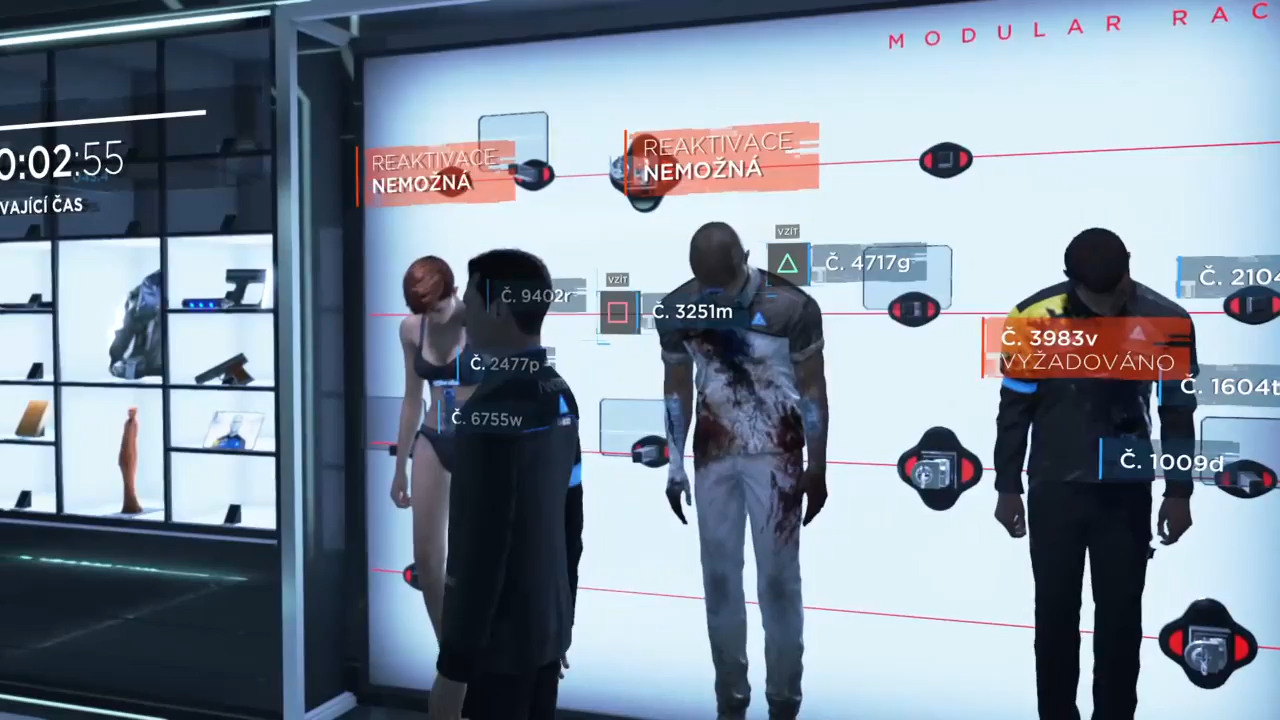 MODULAR RAC
0:02:55
VAJÍCÍ ČAS
REAKTIVACE
NEMOŽNÁ
REAKTIVACE
NEMOŽNÁ
VZÍT
Č. 4717g
VZÍT
Č. 3251m
Č. 9402r
Č. 2477p
Č. 6755w
Č. 2104
Č. 3983v
VYŽADOVÁNO
Č. 1604t
Č. 1009d